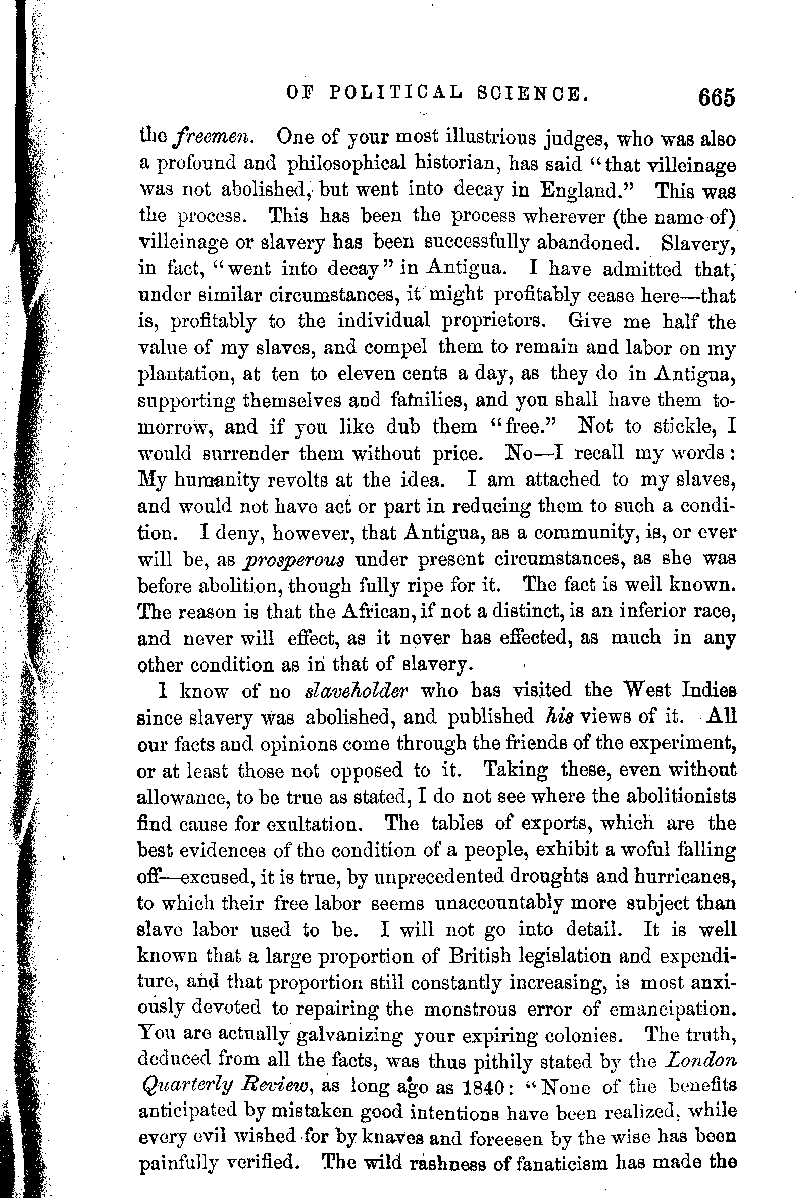 OF POLITICAL SCIENCE. 665
the freemen. One of your most illustrious judges, who was also
a profound and philosophical historian, has said "that villeinage
was not abolished, but went into decay in England." This was
the process. This has been the process wherever (the name of)
villeinage or slavery has been successfully abandoned. Slavery,
in fact, "went into decay" in Antigua. I have admitted that,
under similar circumstances, it might profitably cease here—that
is, profitably to the individual proprietors. Give me half the
value of my slaves, and compel them to remain and labor on my
plantation, at ten to eleven cents a day, as they do in Antigua,
supporting themselves and families, and you shall have them to-
morrow, and if you like dub them "free." Not to stickle, I
would surrender them without price. No—I recall my words:
My humanity revolts at the idea. I am attached to my slaves,
and would not have act or part in reducing them to such a condi-
tion. I deny, however, that Antigua, as a community, is, or ever
will be, as prosperous under present circumstances, as she was
before abolition, though fully ripe for it. The fact is well known.
The reason is that the African, if not a distinct, is an inferior race,
and never will effect, as it never has effected, as much in any
other condition as in that of slavery.
I know of no slaveholder who has visited the West Indies
since slavery was abolished, and published his views of it. All
our facts and opinions come through the friends of the experiment,
or at least those not opposed to it. Taking these, even without
allowance, to be true as stated, I do not see where the abolitionists
find cause for exultation. The tables of exports, which are the
best evidences of the condition of a people, exhibit a woful falling
off—excused, it is true, by unprecedented droughts and hurricanes,
to which their free labor seems unaccountably more subject than
slave labor used to be. I will not go into detail. It is well
known that a large proportion of British legislation and expendi-
ture, and that proportion still constantly increasing, is most anxi-
ously devoted to repairing the monstrous error of emancipation.
You are actually galvanizing your expiring colonies. The truth,
deduced from all the facts, was thus pithily stated by the London
Quarterly Review, as long ago as 1840: "None of the benefits
anticipated by mistaken good intentions have been realized, while
every evil wished for by knaves and foreesen by the wise has been
painfully verified. The wild rashness of fanaticism has made the